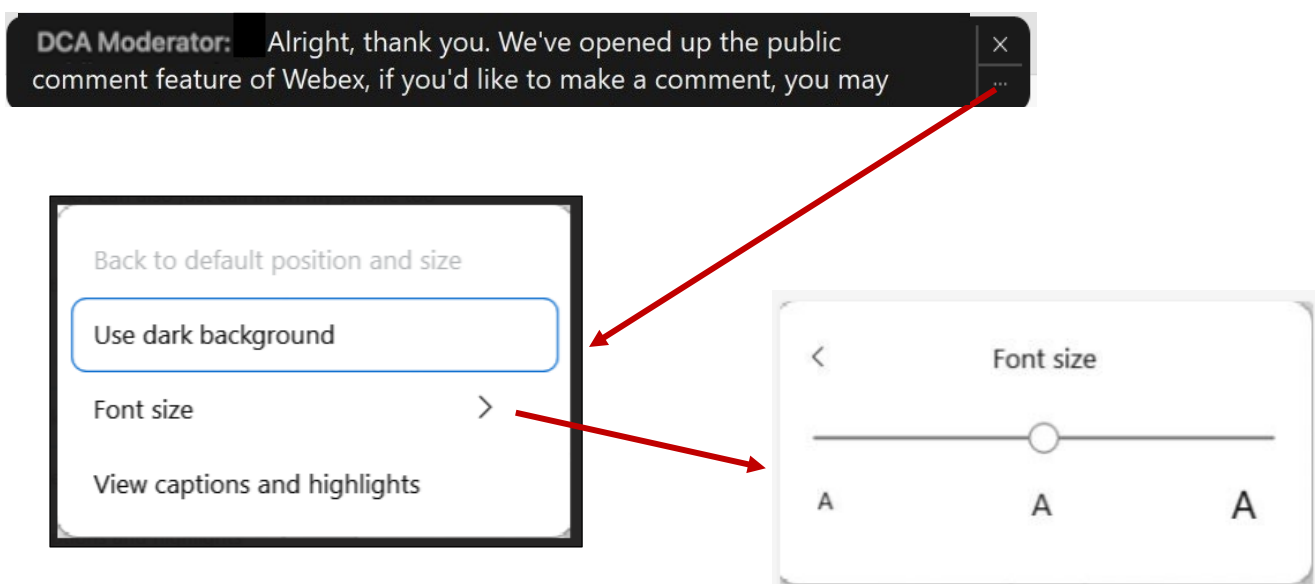 DCA Moderator: Alright, thank you. We've opened up the public
comment feature of Webex, if you'd like to make a comment, you may
Back to default position and size
Use dark background
Font size
View captions and highlights
Font size
A A A